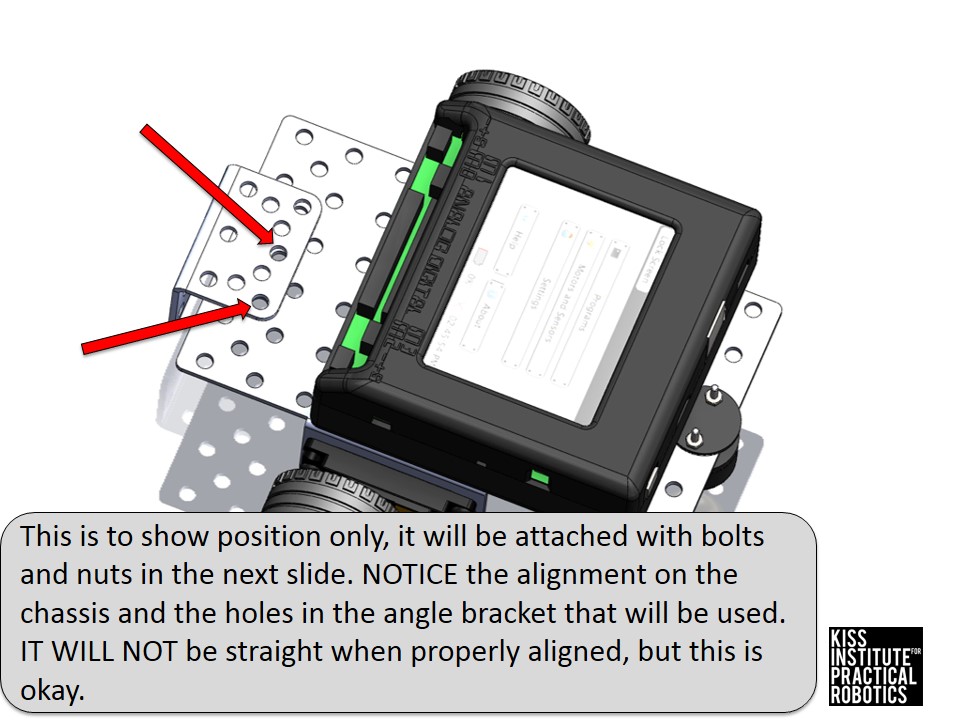 Lock Screen
Programs
Motors and Sensors
Settings
Help
About
This is to show position only, it will be attached with bolts
and nuts in the next slide. NOTICE the alignment on the
chassis and the holes in the angle bracket that will be used.
IT WILL NOT be straight when properly aligned, but this is
okay.
KISS
INSTITUTE FOR
PRACTICAL
ROBOTICS